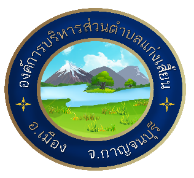 องค์การบริหารส่วนตำบลแก่งเสี้ยน
อ.เมือง จ.กาญจนบุรี